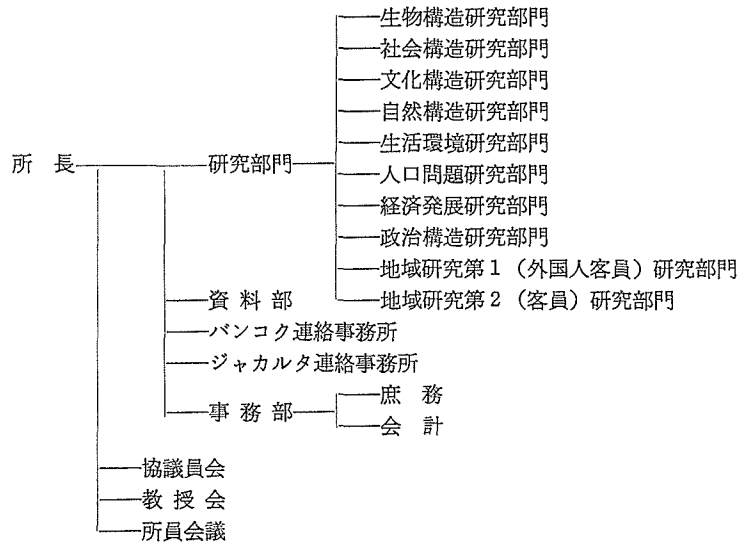 生物構造研究部門
社会構造研究部門
文化構造研究部門
自然構造研究部門
生活環境研究部門
所 長 研究部門 人口問題研究部門
経済発展研究部門
政治構造研究部門
地域研究第1（外国人客員）研究部門
資 料 部 地域研究第2（客員）研究部門
バンコク連絡事務所
ジャカルタ連絡事務所
庶 務
事 務 部
会 計
協議員会
教 授 会
所員会議